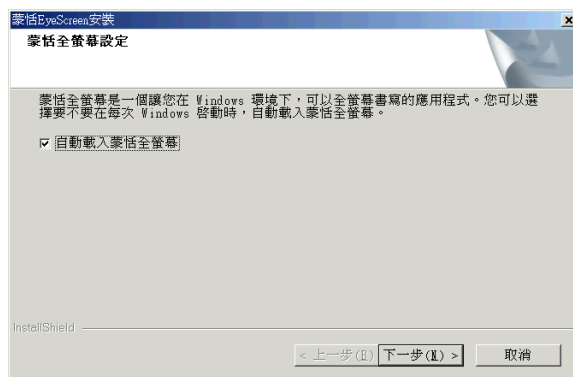 蒙恬EyeScreen安裝
蒙恬全螢幕設定
蒙恬全螢幕是一個讓您在 Windows 環境下，可以全螢幕書寫的應用程式。您可以選
擇要不要在每次 Windows 啓動時，自動載入蒙恬全螢幕。
自動載入蒙恬全螢幕
InstallShield
< 上一步(B) 下一步(N) > 取消